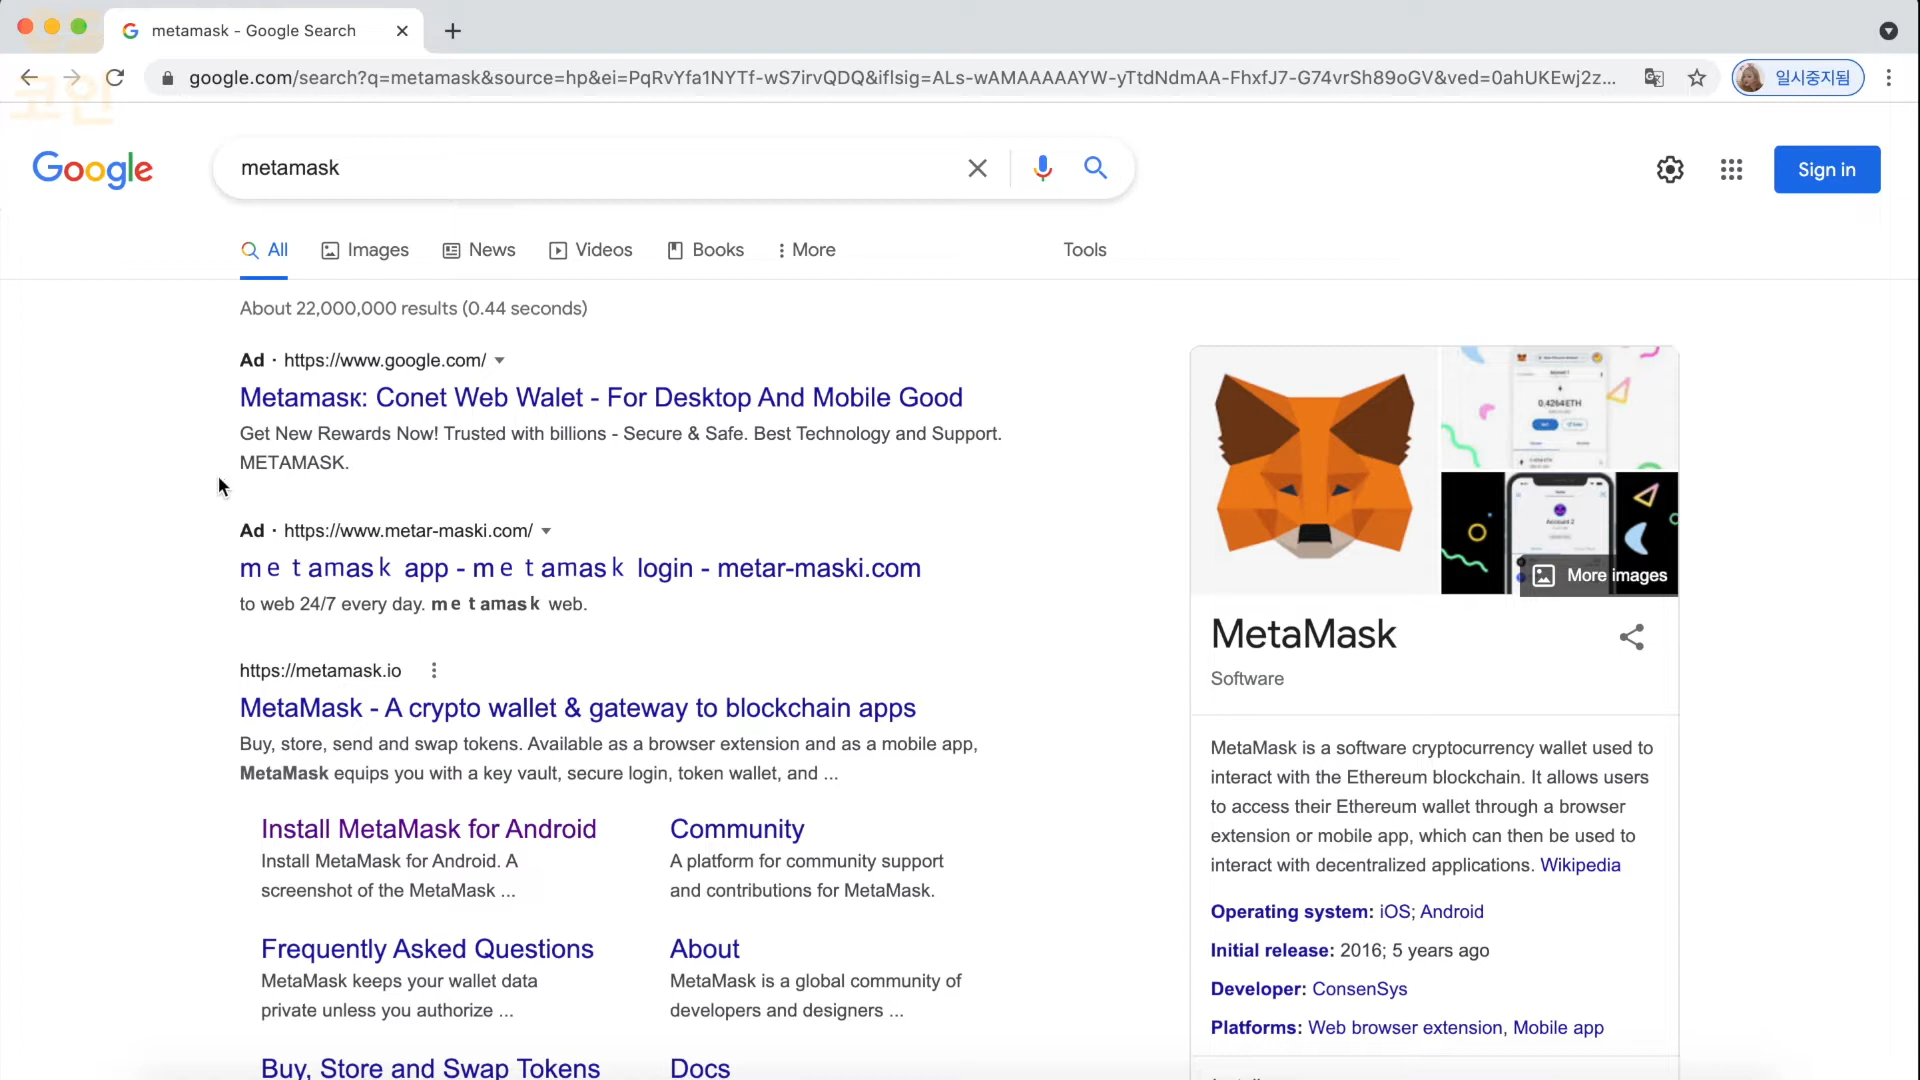 metamask - Google Search
코인
google.com/search?q=metamask&source=hp&ei=PqRvYfa1NYTf-wS7irvQDQ&iflsig=ALs-wAMAAAAAYW-yTtdNdmAA-FhxfJ7-G74vrSh89oGV&ved=0ahUKEwj2z...
일시중지됨
Google
metamask
Sign in
All
Images
News
Videos
Books
More
Tools
About 22,000,000 results (0.44 seconds)
Ad · https://www.google.com/
Metamasк: Conet Web Walet - For Desktop And Mobile Good
Get New Rewards Now! Trusted with billions - Secure & Safe. Best Technology and Support.
METAMASK.
Ad · https://www.metar-maski.com/
metamask app - metamask login - metar-maski.com
to web 24/7 every day. metamask web.
https://metamask.io
MetaMask - A crypto wallet & gateway to blockchain apps
Buy, store, send and swap tokens. Available as a browser extension and as a mobile app,
MetaMask equips you with a key vault, secure login, token wallet, and ...
Install MetaMask for Android
Install MetaMask for Android. A
screenshot of the MetaMask ...
Community
A platform for community support
and contributions for MetaMask.
Frequently Asked Questions
MetaMask keeps your wallet data
private unless you authorize ...
About
MetaMask is a global community of
developers and designers ...
Buy, Store and Swap Tokens
Docs
0.4264 ETH
Account 2
More images
MetaMask
Software
MetaMask is a software cryptocurrency wallet used to
interact with the Ethereum blockchain. It allows users
to access their Ethereum wallet through a browser
extension or mobile app, which can then be used to
interact with decentralized applications. Wikipedia
Operating system: iOS; Android
Initial release: 2016; 5 years ago
Developer: ConsenSys
Platforms: Web browser extension, Mobile app